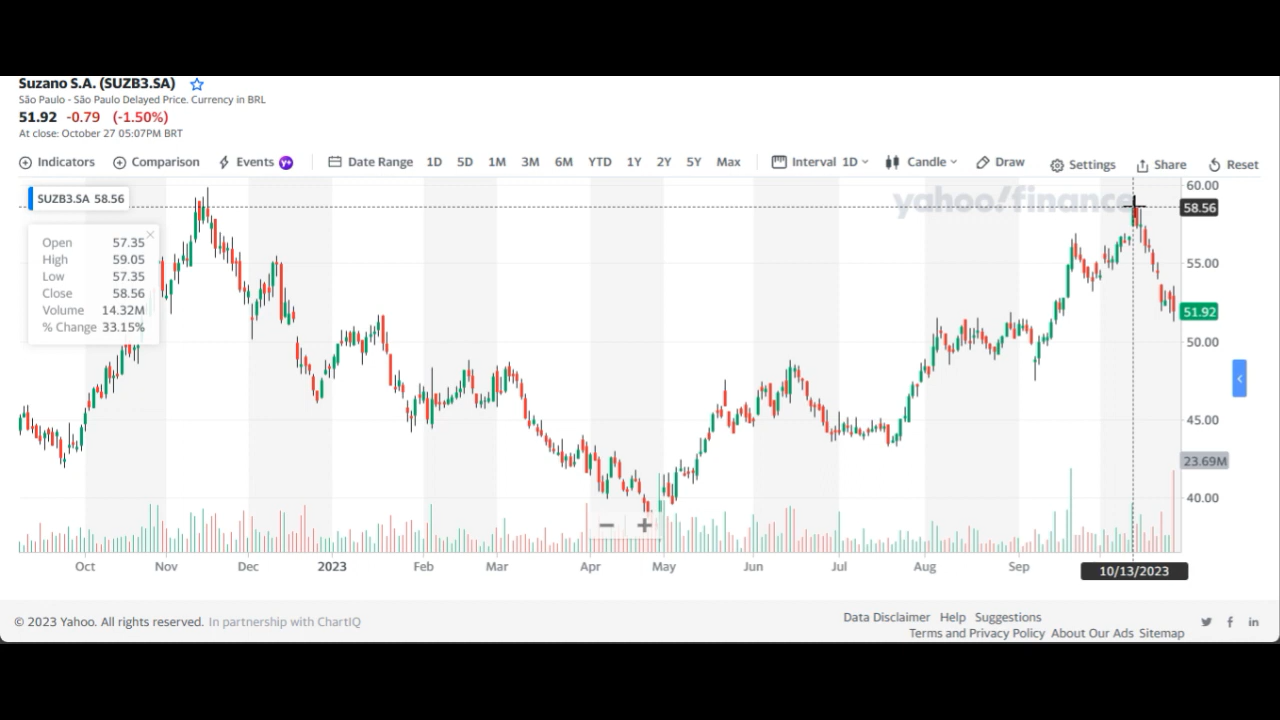 Suzano S.A. (SUZB3.SA)
São Paulo - São Paulo Delayed Price. Currency in BRL
51.92 -0.79 (-1.50%)
At close: October 27 05:07PM BRT
Indicators Comparison Events Y+ Date Range 1D 5D 1M 3M 6M YTD 1Y 2Y 5Y Max Interval 1D Candle Draw Settings Share Reset
SUZB3.SA 58.56
yahoo!finance
Open 57.35
High 59.05
Low 57.35
Close 58.56
Volume 14.32M
% Change 33.15%
60.00
58.56
55.00
51.92
50.00
45.00
23.69M
40.00
Oct Nov Dec 2023 Feb Mar Apr May Jun Jul Aug Sep 10/13/2023
© 2023 Yahoo. All rights reserved. In partnership with ChartIQ
Data Disclaimer Help Suggestions
Terms and Privacy Policy About Our Ads Sitemap